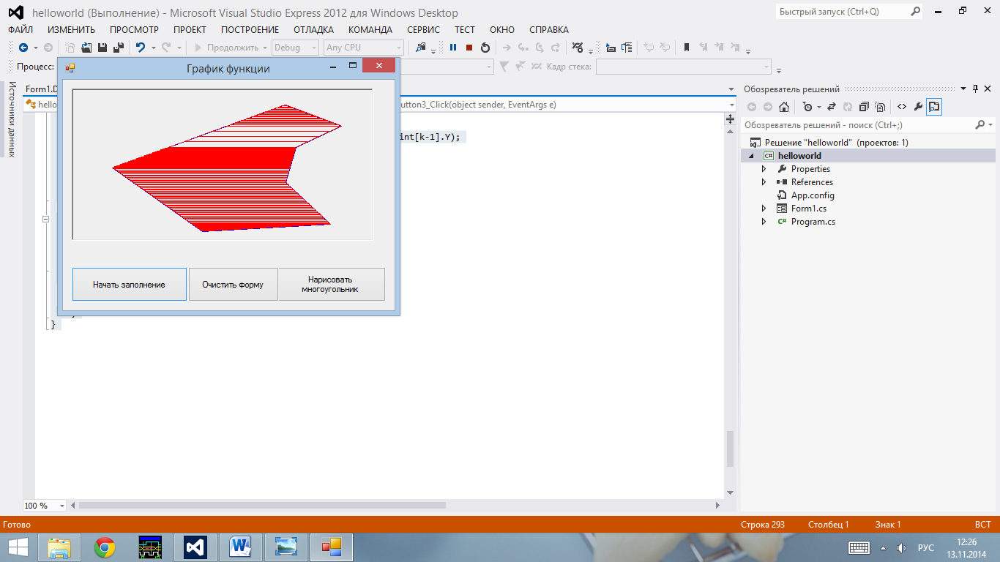 helloworld (Выполнение) - Microsoft Visual Studio Express 2012 для Windows Desktop
Быстрый запуск (Ctrl+Q)
ФАЙЛ ИЗМЕНИТЬ ПРОСМОТР ПРОЕКТ ПОСТРОЕНИЕ ОТЛАДКА КОМАНДА СЕРВИС ТЕСТ ОКНО СПРАВКА
Продолжить Debug Any CPU
Процесс:
Кадр стека:
График функции
Источники данных
Form1.D
hello
utton3_Click(object sender, EventArgs e)
int[k-1].Y);
}
Начать заполнение
Очистить форму
Нарисовать
многоугольник
100 %
Обозреватель решений
Обозреватель решений - поиск (Ctrl+;)
Решение "helloworld" (проектов: 1)
C# helloworld
Properties
References
App.config
Form1.cs
C# Program.cs
Готово
Строка 293 Столбец 1 Знак 1 ВСТ
РУС
12:26
13.11.2014